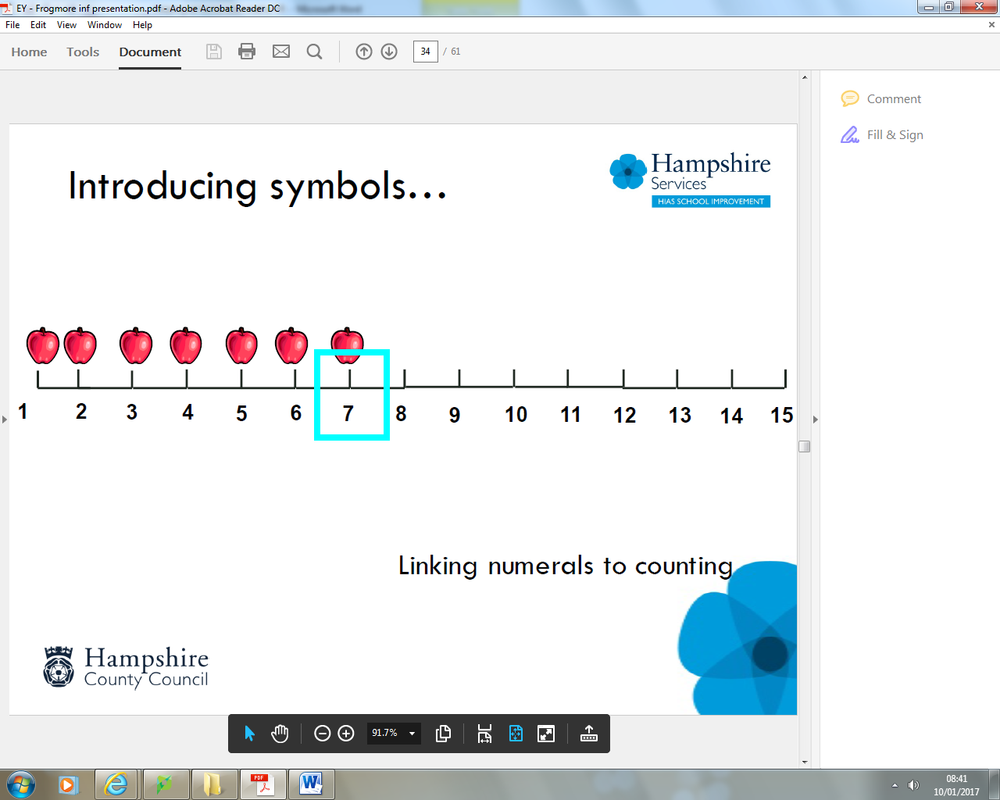 EY - Frogmore inf presentation.pdf - Adobe Acrobat Reader DC
Microsoft Word
File Edit View Window Help
Home Tools Document 34 / 61
Comment
Fill & Sign
Introducing symbols...
Hampshire
Services
HIAS SCHOOL IMPROVEMENT
1 2 3 4 5 6 7 8 9 10 11 12 13 14 15
Linking numerals to counting
Hampshire
County Council
91.7%
PDF
08:41
10/01/2017